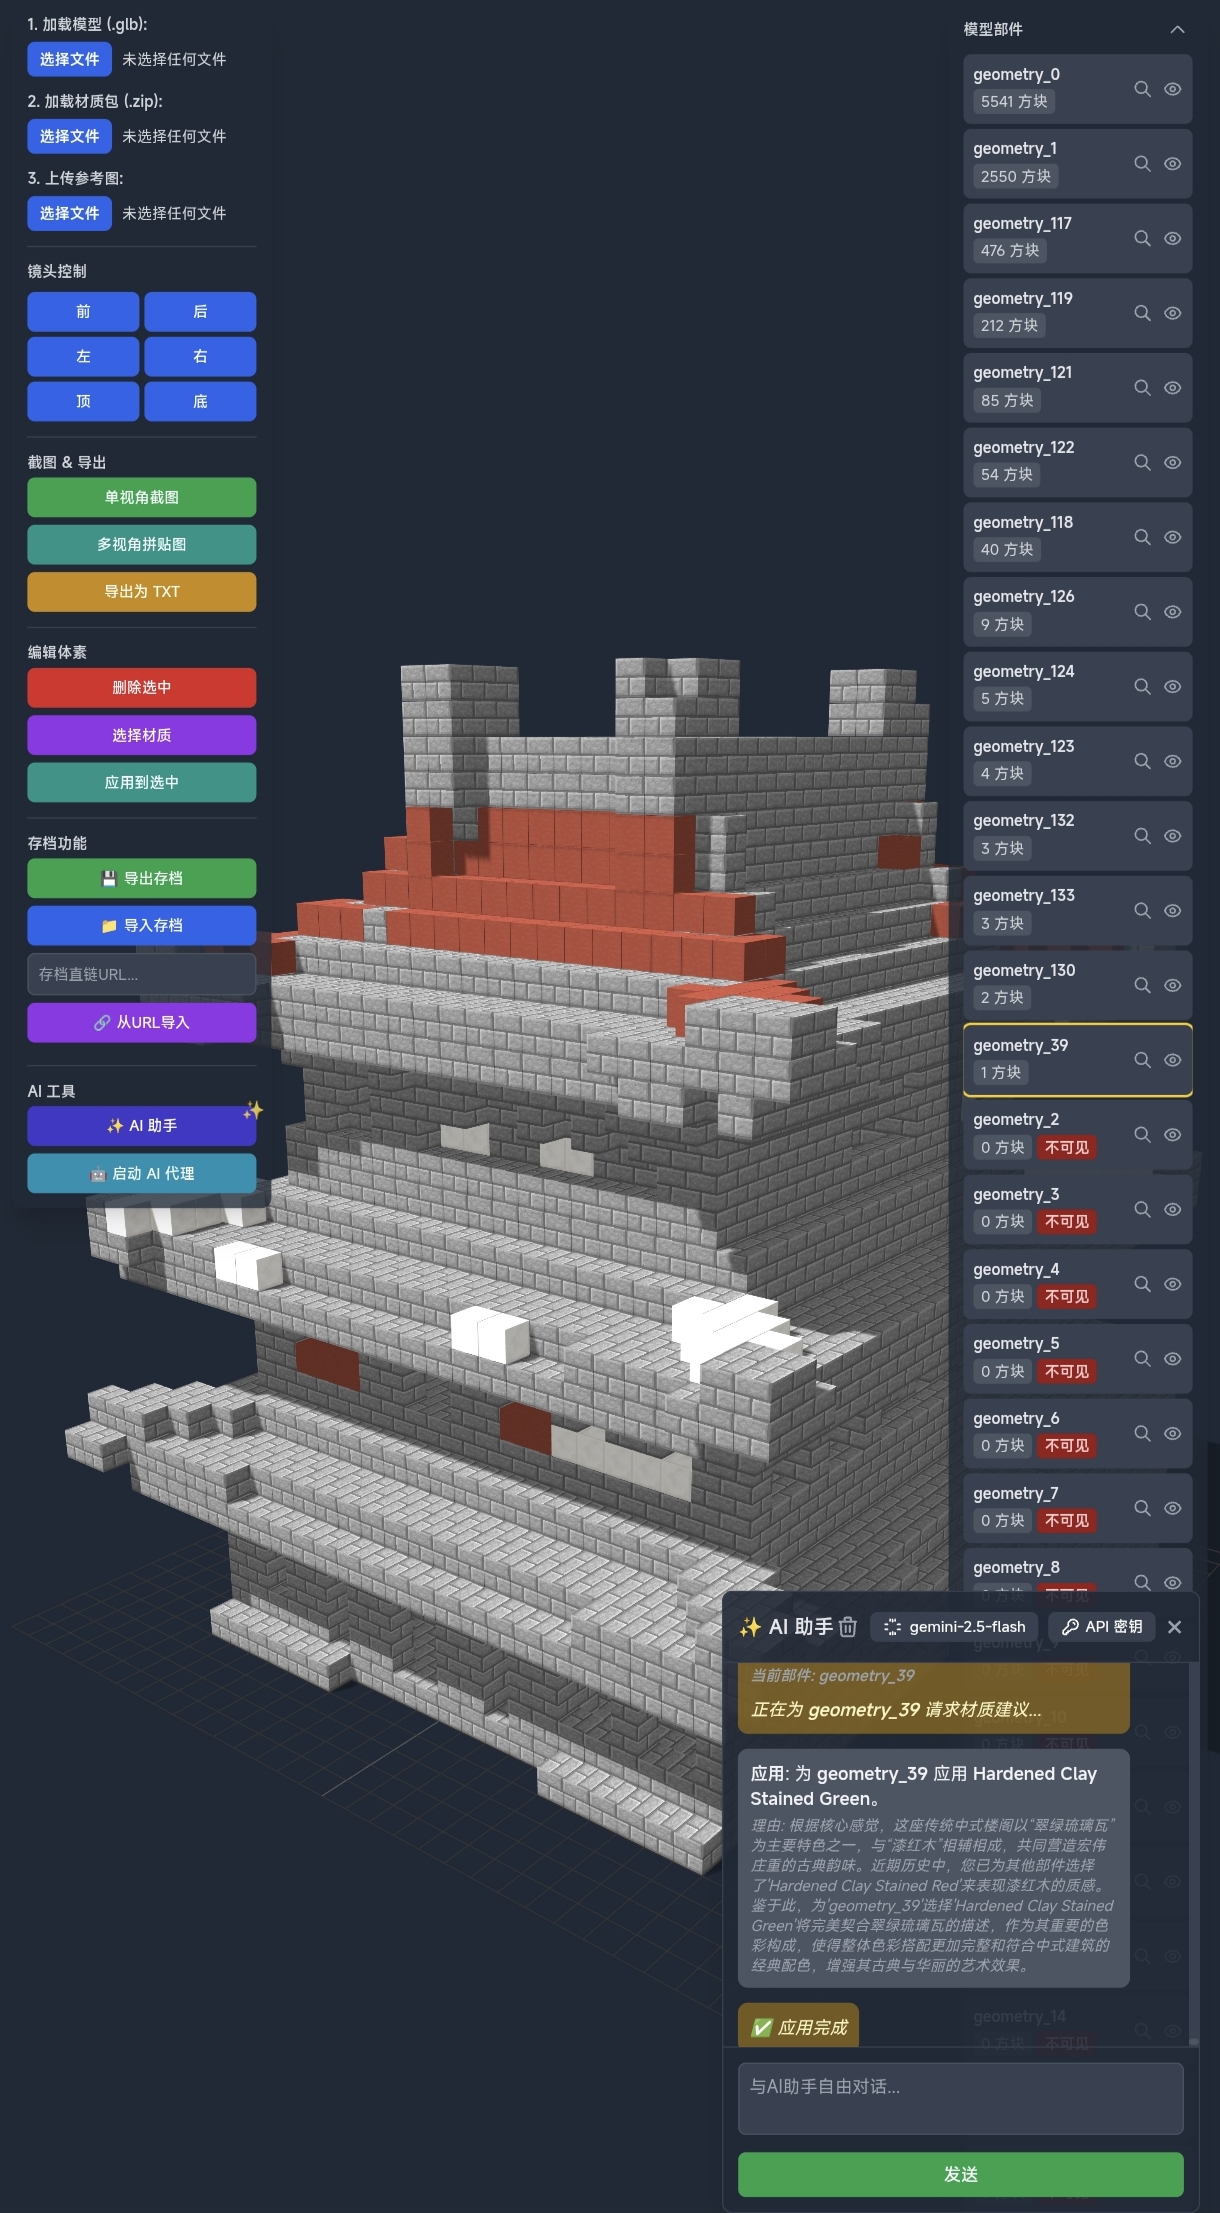 1. 加载模型 (.glb):
选择文件 未选择任何文件
2. 加载材质包 (.zip):
选择文件 未选择任何文件
3. 上传参考图:
选择文件 未选择任何文件
镜头控制
前 后
左 右
顶 底
截图 & 导出
单视角截图
多视角拼贴图
导出为 TXT
编辑体素
删除选中
选择材质
应用到选中
存档功能
💾 导出存档
📁 导入存档
存档直链URL...
🔗 从URL导入
AI 工具
✨ AI 助手
🤖 启动 AI 代理
模型部件
geometry_0
5541 方块
geometry_1
2550 方块
geometry_117
476 方块
geometry_119
212 方块
geometry_121
85 方块
geometry_122
54 方块
geometry_118
40 方块
geometry_126
9 方块
geometry_124
5 方块
geometry_123
4 方块
geometry_132
3 方块
geometry_133
3 方块
geometry_130
2 方块
geometry_39
1 方块
geometry_2
0 方块 不可见
geometry_3
0 方块 不可见
geometry_4
0 方块 不可见
geometry_5
0 方块 不可见
geometry_6
0 方块 不可见
geometry_7
0 方块 不可见
geometry_8
0 方块 不可见
✨ AI 助手 gemini-2.5-flash API 密钥
当前部件: geometry_39
正在为 geometry_39 请求材质建议...
应用: 为 geometry_39 应用 Hardened Clay
Stained Green。
理由: 根据核心感觉，这座传统中式楼阁以“翠绿琉璃瓦”
为主要特色之一，与“漆红木”相辅相成，共同营造宏伟
庄重的古典韵味。近期历史中，您已为其他部件选择
了'Hardened Clay Stained Red'来表现漆红木的质感。
鉴于此，为'geometry_39'选择'Hardened Clay Stained
Green'将完美契合翠绿琉璃瓦的描述，作为其重要的色
彩构成，使得整体色彩搭配更加完整和符合中式建筑的
经典配色，增强其古典与华丽的艺术效果。
geometry_14
0 方块 不可见
✅ 应用完成
与AI助手自由对话...
发送